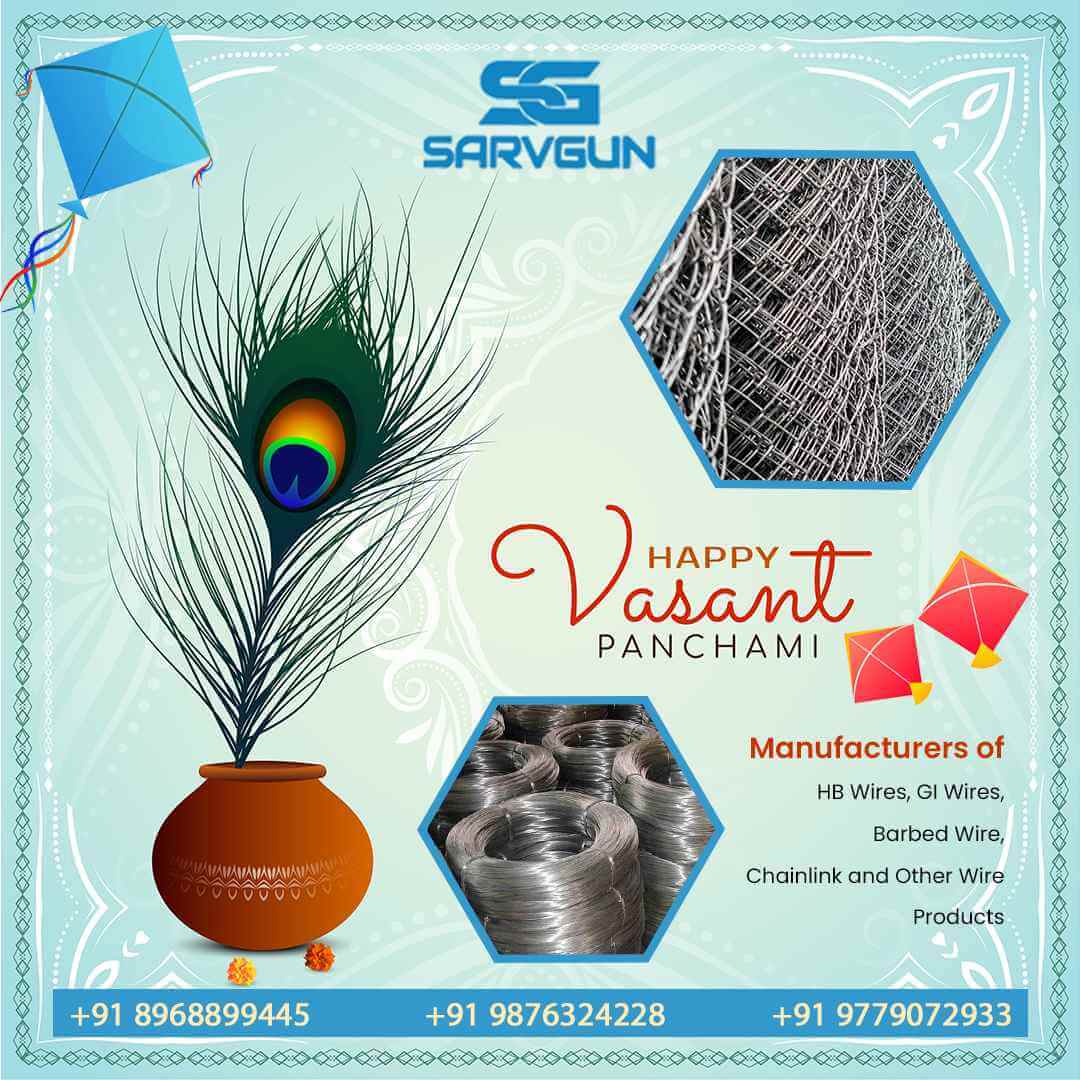 SG
SARVGUN
HAPPY
Vasant
PANCHAMI
Manufacturers of
HB Wires, GI Wires,
Barbed Wire,
Chainlink and Other Wire
Products
+91 8968899445 +91 9876324228 +91 9779072933